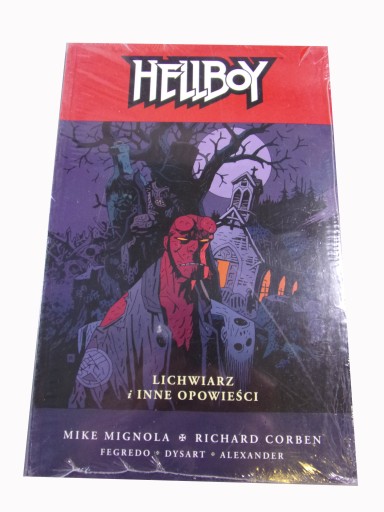 HELLBOY
LICHWIARZ
i INNE OPOWIEŚCI
MIKE MIGNOLA ✠ RICHARD CORBEN
FEGREDO • DYSART • ALEXANDER